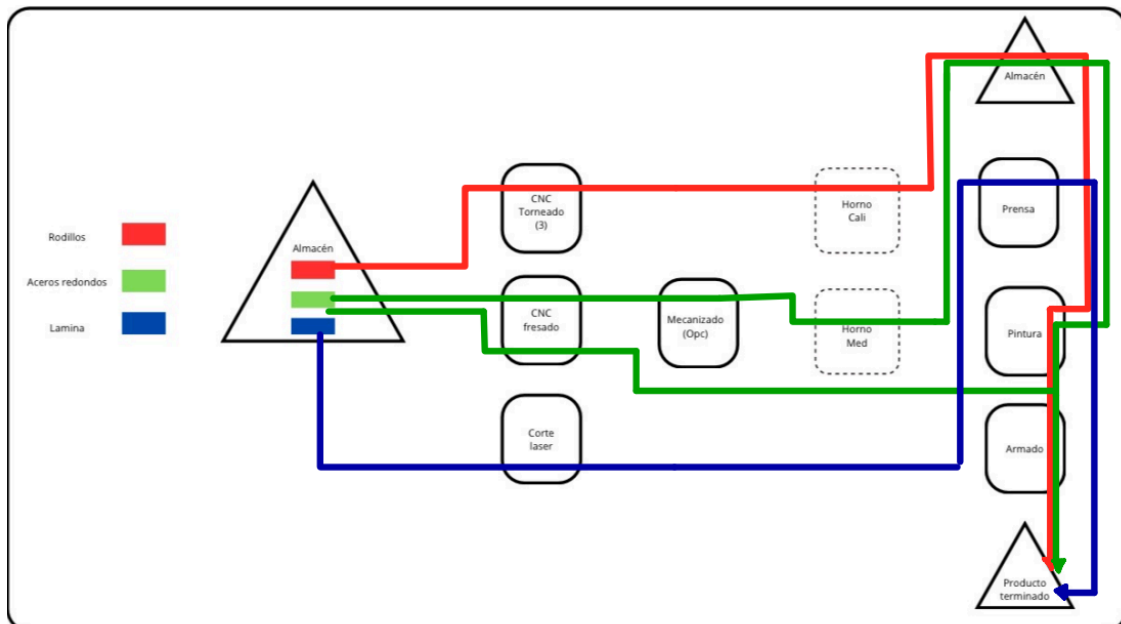 Rodillos
Aceros redondos
Lamina
Almacén
CNC
Torneado
(3)
CNC
fresado
Corte
laser
Mecanizado
(Opc)
Horno
Cali
Horno
Med
Almacén
Prensa
Pintura
Armado
Producto
terminado